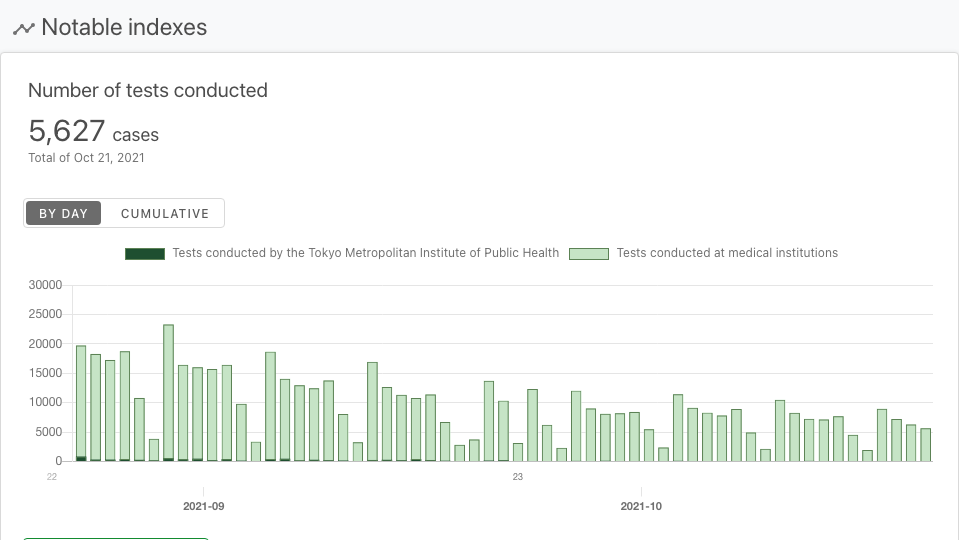 Notable indexes
Number of tests conducted
5,627 cases
Total of Oct 21, 2021
BY DAY CUMULATIVE
Tests conducted by the Tokyo Metropolitan Institute of Public Health Tests conducted at medical institutions
30000
25000
20000
15000
10000
5000
0
22 23
2021-09 2021-10